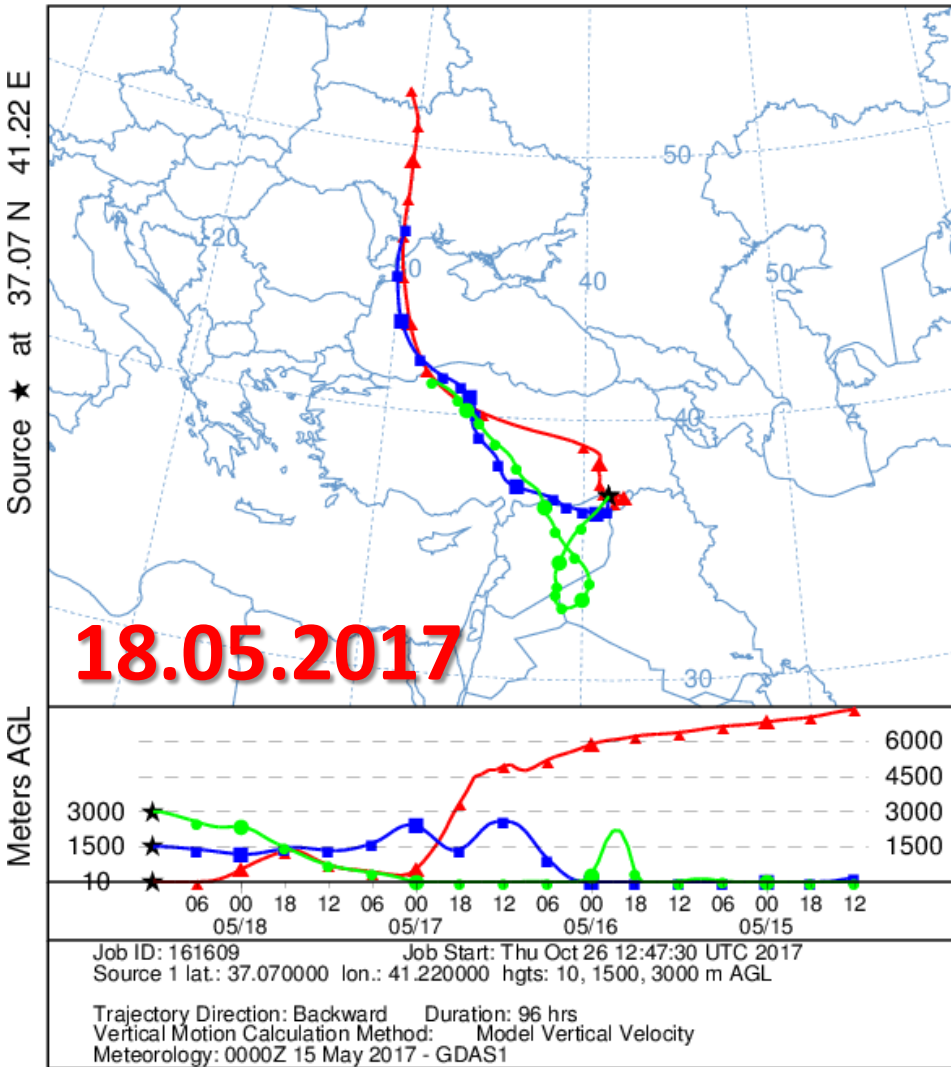 Source ★ at 37.07 N 41.22 E
50
20
40
50
40
30
18.05.2017
Meters AGL
6000
4500
3000 3000
1500 1500
10
06 00 18 12 06 00 18 12 06 00 18 12 06 00 18 12
05/18 05/17 05/16 05/15
Job ID: 161609 Job Start: Thu Oct 26 12:47:30 UTC 2017
Source 1 lat.: 37.070000 lon.: 41.220000 hgts: 10, 1500, 3000 m AGL
Trajectory Direction: Backward Duration: 96 hrs
Vertical Motion Calculation Method: Model Vertical Velocity
Meteorology: 0000Z 15 May 2017 - GDAS1